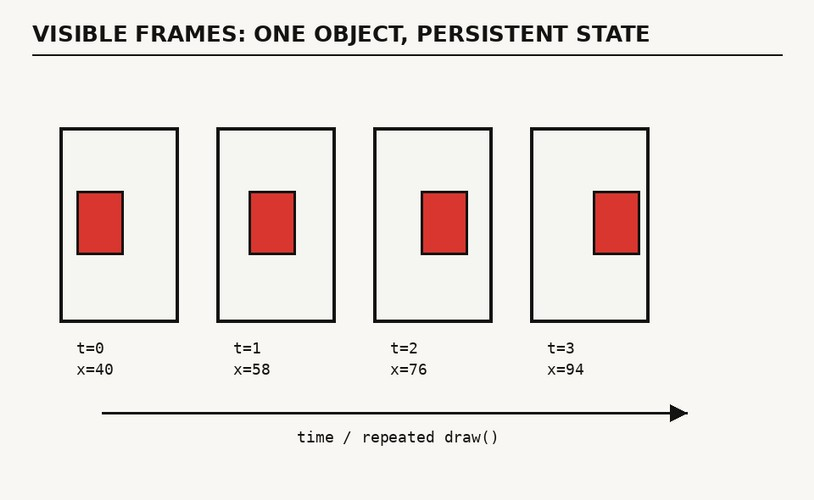 VISIBLE FRAMES: ONE OBJECT, PERSISTENT STATE
t=0
x=40
t=1
x=58
t=2
x=76
t=3
x=94
time / repeated draw()